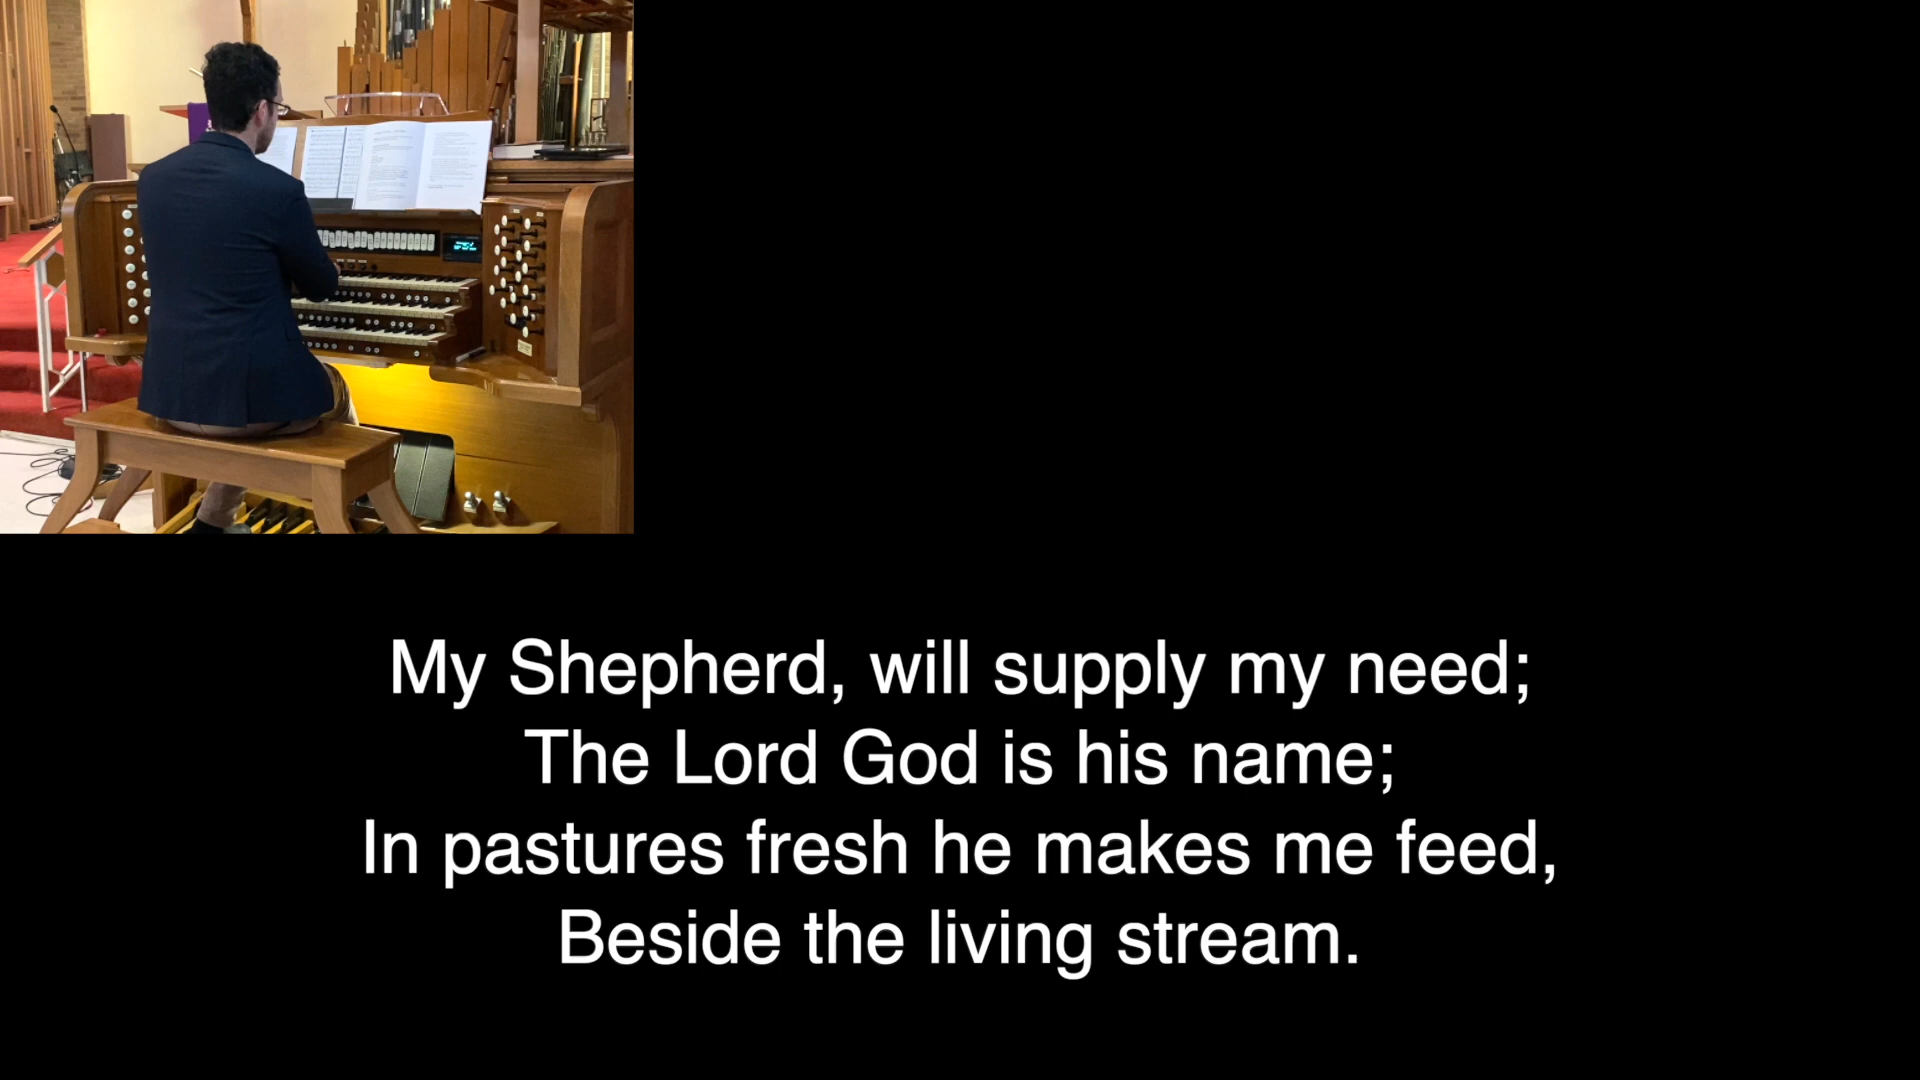 My Shepherd, will supply my need;
The Lord God is his name;
In pastures fresh he makes me feed,
Beside the living stream.